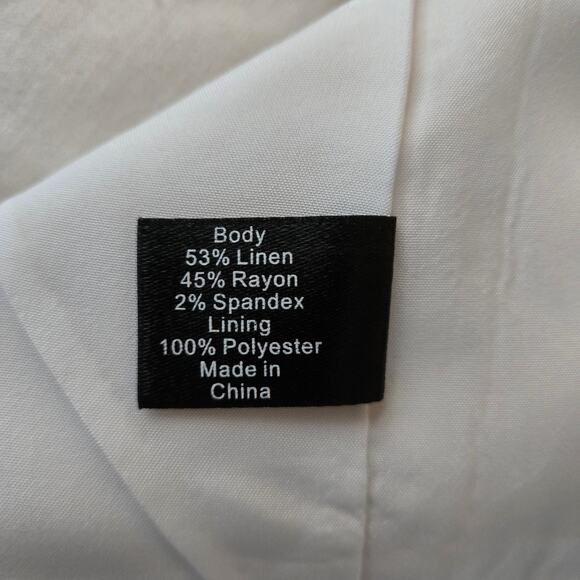 Body
53% Linen
45% Rayon
2% Spandex
Lining
100% Polyester
Made in
China